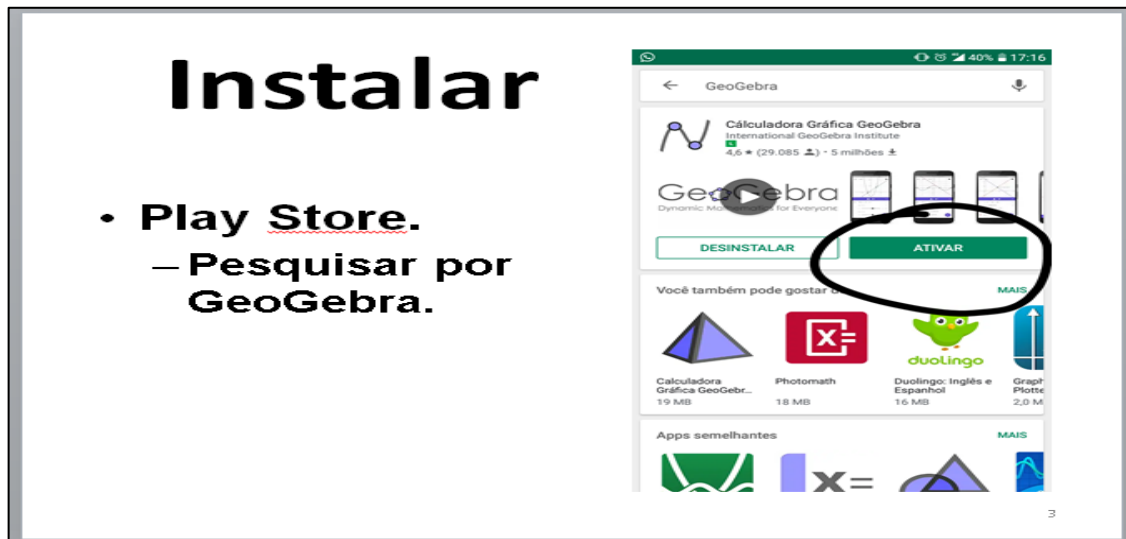 Instalar
• Play Store.
– Pesquisar por
GeoGebra.
40% 17:16
GeoGebra
Cálculadora Gráfica GeoGebra
International GeoGebra Institute
4,6 ★ (29.085) • 5 milhões
GeoGebra
Dynamic Mathematics for Everyone
DESINSTALAR
ATIVAR
Você também pode gostar d
MAIS
duolingo
Calculadora
Gráfica GeoGebr...
19 MB
Photomath
18 MB
Duolingo: Inglês e
Espanhol
16 MB
Graph
Plotte
2,0 M
Apps semelhantes
MAIS
X=
3